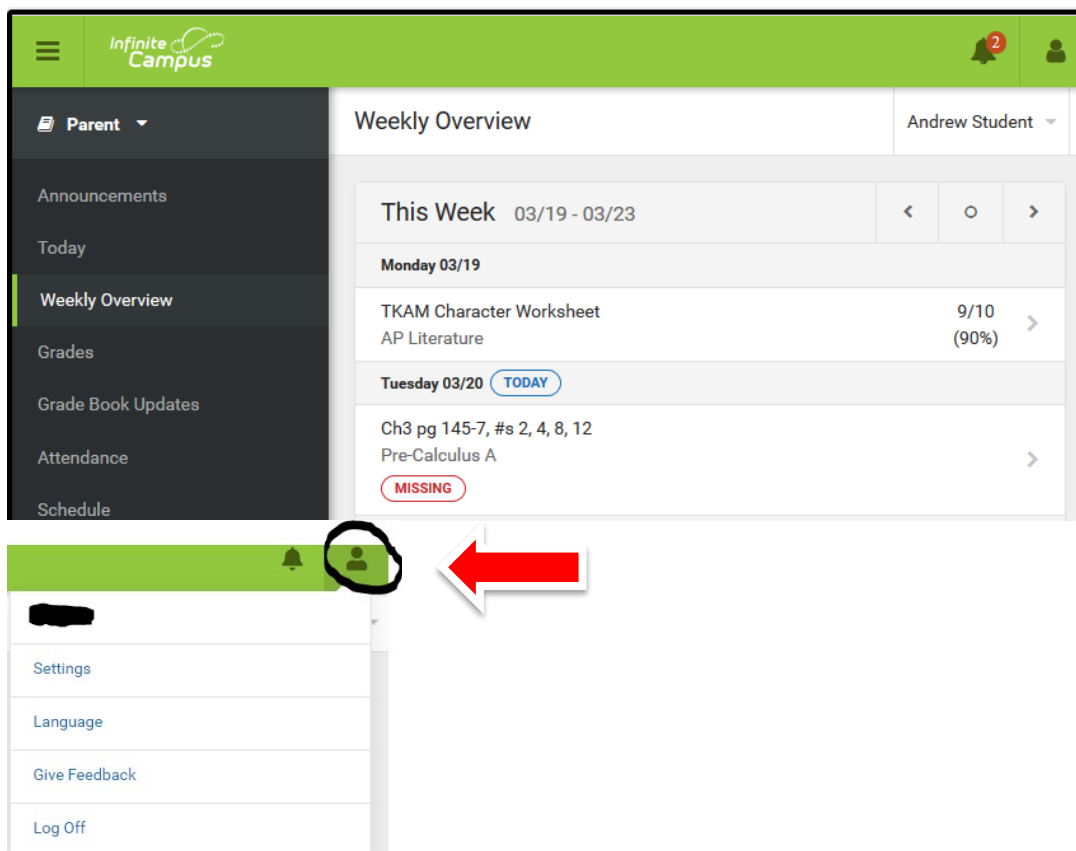 Infinite
Campus
2
Parent
Weekly Overview
Andrew Student
Announcements
Today
Weekly Overview
Grades
Grade Book Updates
Attendance
Schedule
This Week 03/19 - 03/23
Monday 03/19
TKAM Character Worksheet 9/10
AP Literature (90%)
Tuesday 03/20 TODAY
Ch3 pg 145-7, #s 2, 4, 8, 12
Pre-Calculus A
MISSING
Settings
Language
Give Feedback
Log Off